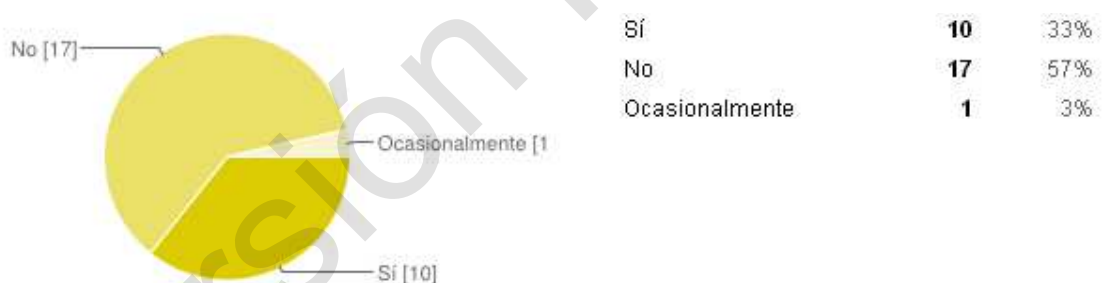 No [17]
Ocasionalmente [1
Sí [10]
Sí 10 33%
No 17 57%
Ocasionalmente 1 3%